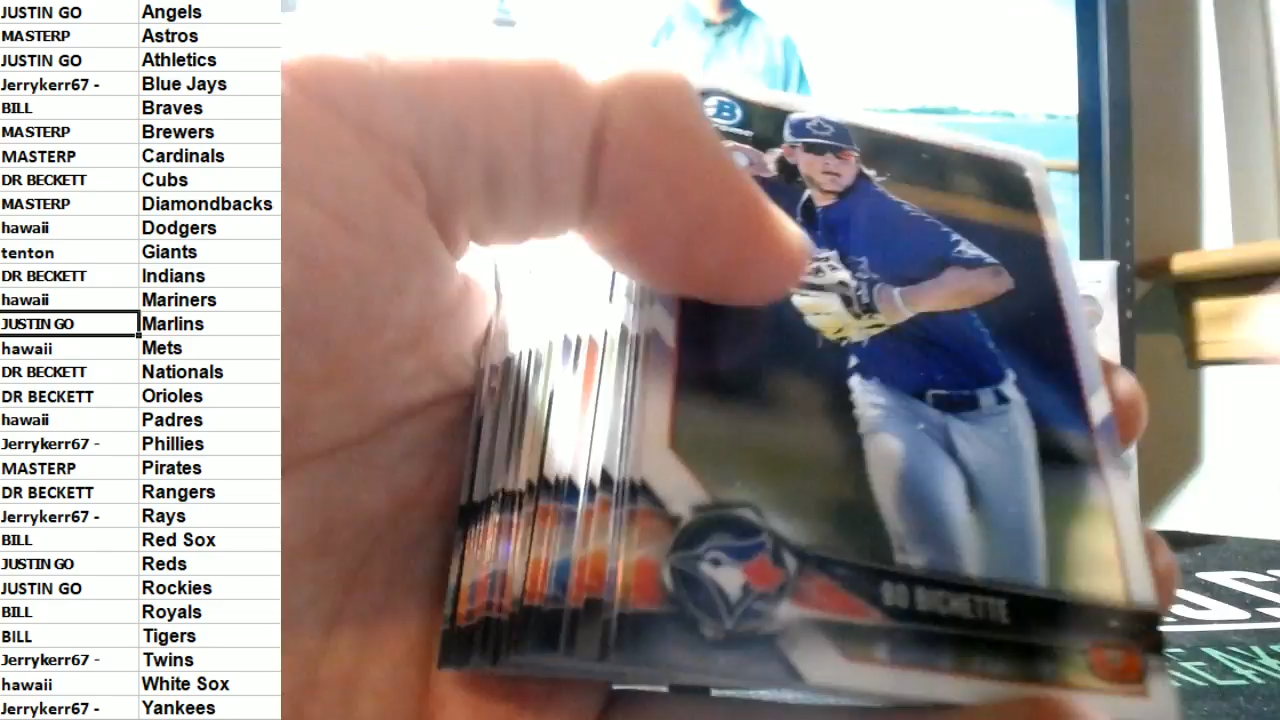 JUSTIN GO Angels
MASTERP Astros
JUSTIN GO Athletics
Jerrykerr67 - Blue Jays
BILL Braves
MASTERP Brewers
MASTERP Cardinals
DR BECKETT Cubs
MASTERP Diamondbacks
hawaii Dodgers
tenton Giants
DR BECKETT Indians
hawaii Mariners
JUSTIN GO Marlins
hawaii Mets
DR BECKETT Nationals
DR BECKETT Orioles
hawaii Padres
Jerrykerr67 - Phillies
MASTERP Pirates
DR BECKETT Rangers
Jerrykerr67 - Rays
BILL Red Sox
JUSTIN GO Reds
JUSTIN GO Rockies
BILL Royals
BILL Tigers
Jerrykerr67 - Twins
hawaii White Sox
Jerrykerr67 - Yankees
B
BO BICHETTE